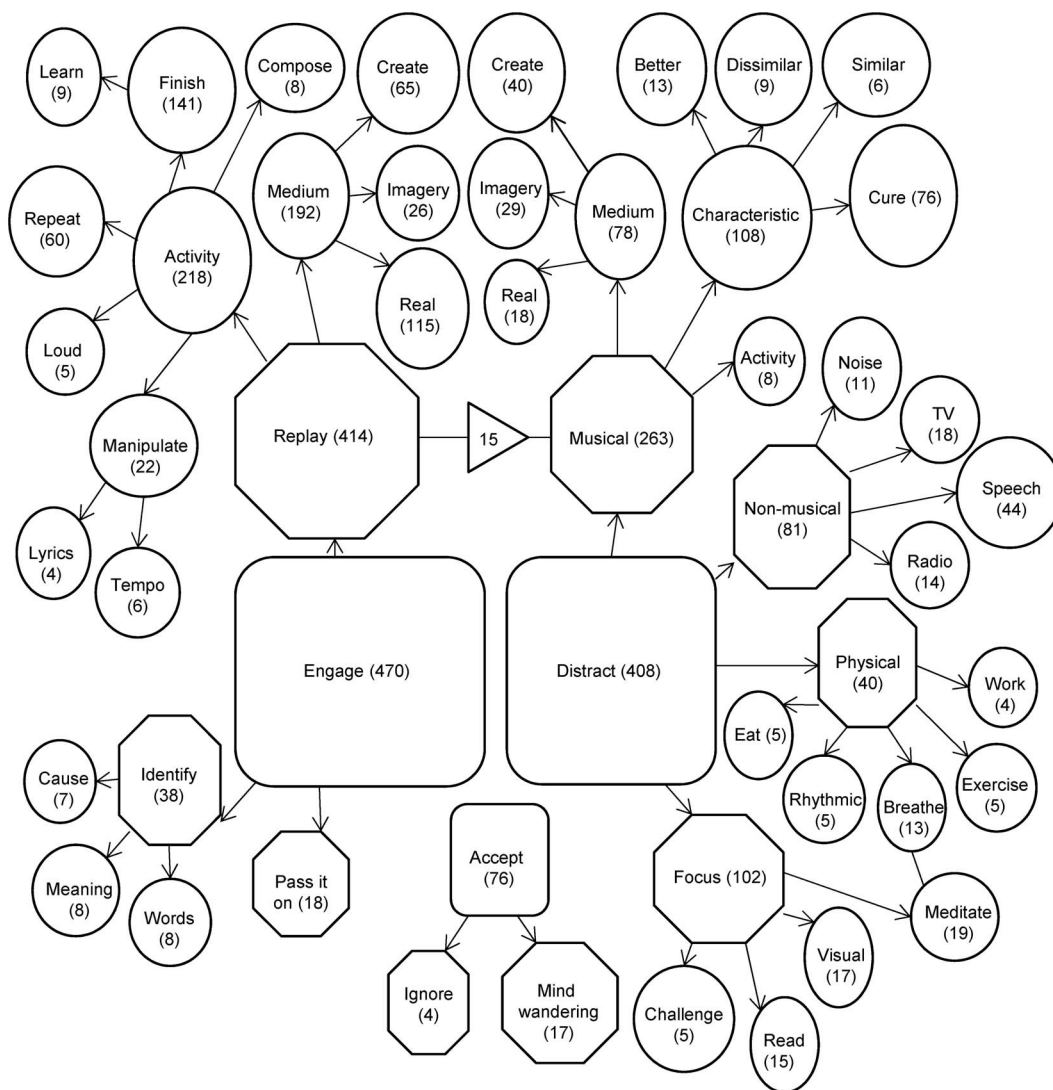 Learn
(9)
Finish
(141)
Compose
(8)
Create
(65)
Create
(40)
Better
(13)
Dissimilar
(9)
Similar
(6)
Repeat
(60)
Activity
(218)
Medium
(192)
Imagery
(26)
Imagery
(29)
Medium
(78)
Characteristic
(108)
Cure (76)
Loud
(5)
Real
(115)
Real
(18)
Activity
(8)
Noise
(11)
TV
(18)
Manipulate
(22)
Replay (414)
15
Musical (263)
Non-musical
(81)
Speech
(44)
Lyrics
(4)
Tempo
(6)
Radio
(14)
Engage (470)
Distract (408)
Physical
(40)
Work
(4)
Eat (5)
Rhythmic
(5)
Breathe
(13)
Exercise
(5)
Cause
(7)
Identify
(38)
Meaning
(8)
Words
(8)
Pass it
on (18)
Accept
(76)
Focus (102)
Meditate
(19)
Ignore
(4)
Mind
wandering
(17)
Challenge
(5)
Read
(15)
Visual
(17)